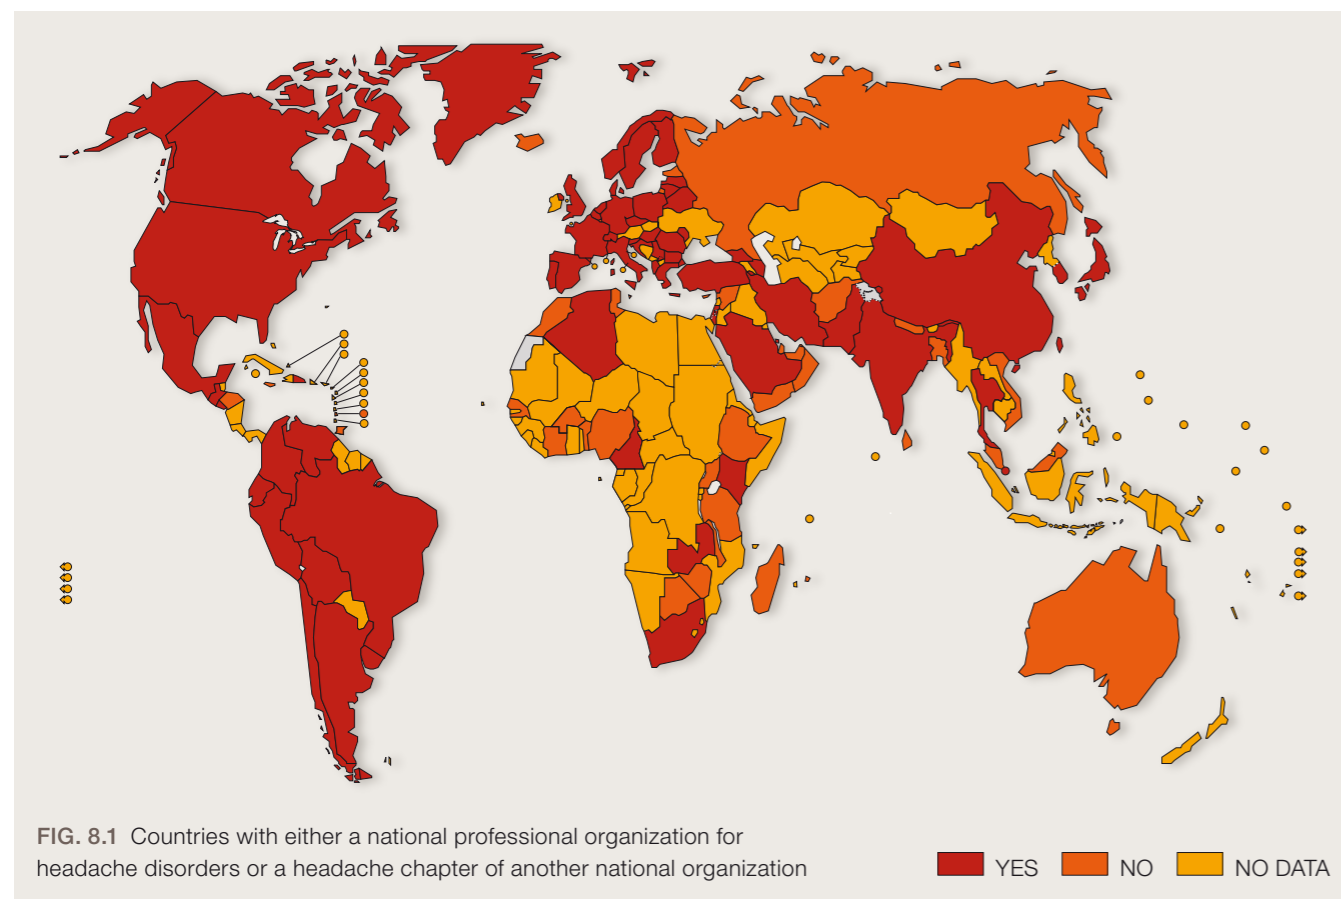 FIG. 8.1 Countries with either a national professional organization for
headache disorders or a headache chapter of another national organization
YES NO NO DATA